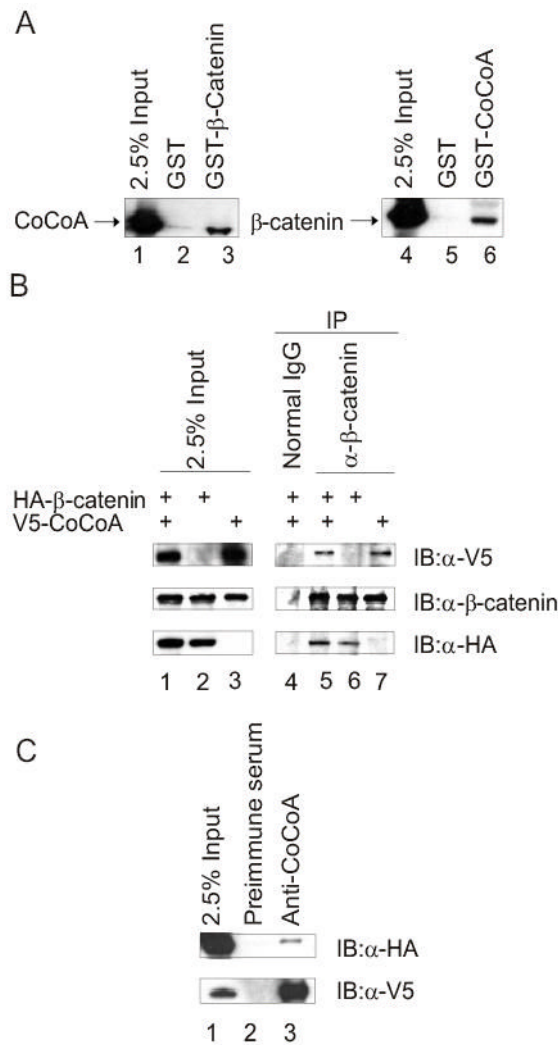 A
2.5% Input
GST
GST-β-Catenin
CoCoA
1 2 3
2.5% Input
GST
GST-CoCoA
β-catenin
4 5 6
B
2.5% Input
IP
Normal IgG
α-β-catenin
HA-β-catenin + + + + +
V5-CoCoA + + + + +
IB:α-V5
IB:α-β-catenin
IB:α-HA
1 2 3 4 5 6 7
C
2.5% Input
Preimmune serum
Anti-CoCoA
IB:α-HA
IB:α-V5
1 2 3